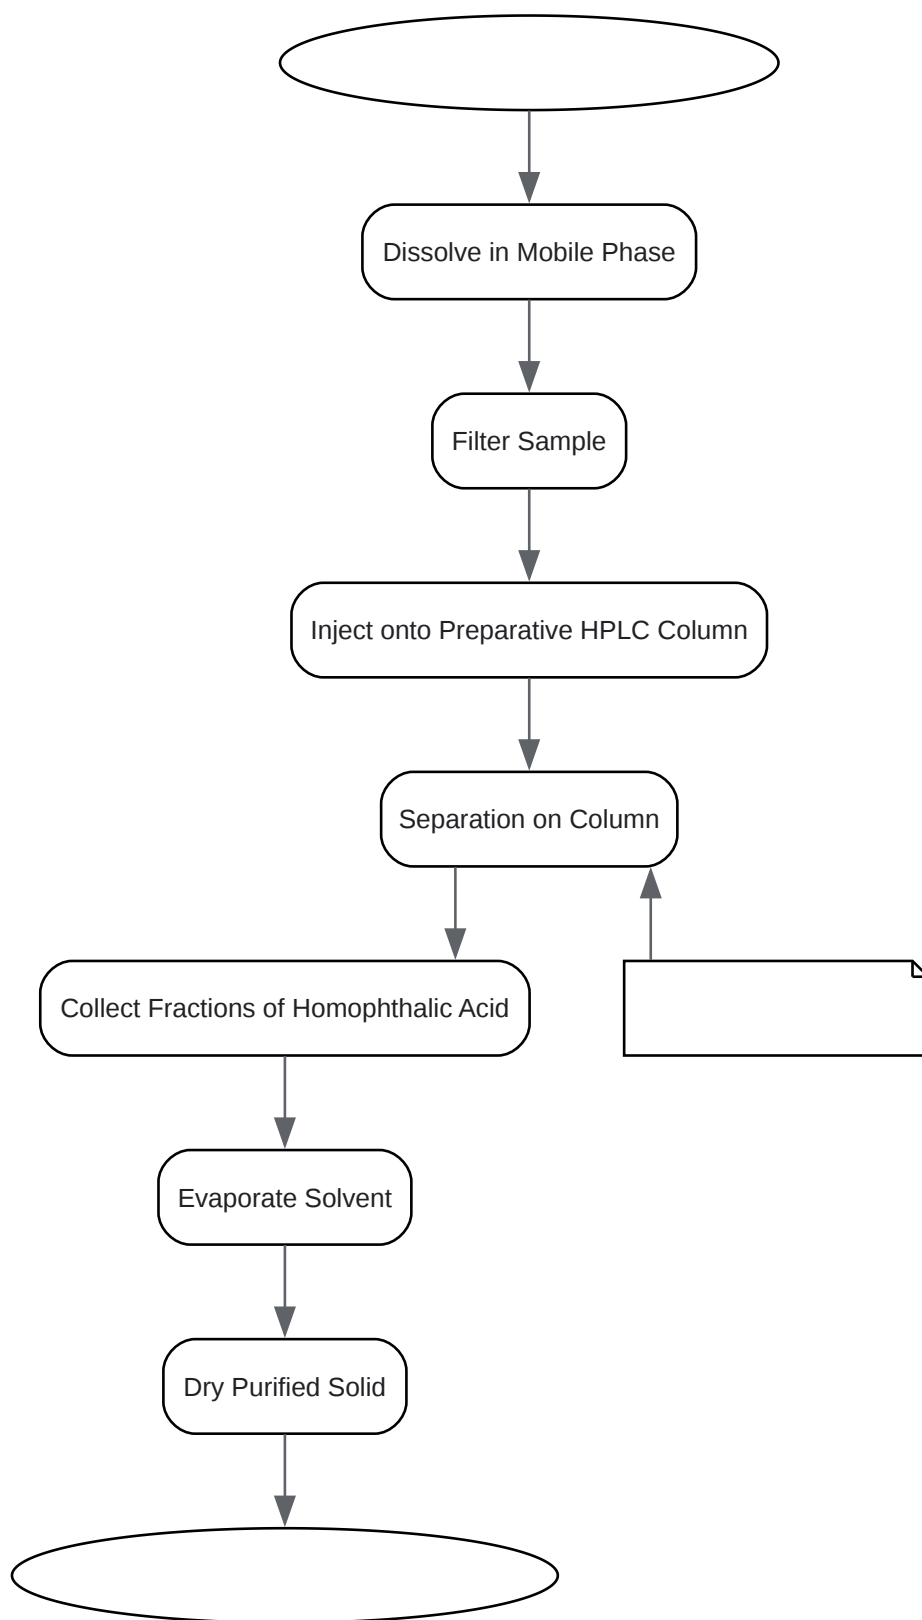 Dissolve in Mobile Phase
Filter Sample
Inject onto Preparative HPLC Column
Separation on Column
Collect Fractions of Homophthalic Acid
Evaporate Solvent
Dry Purified Solid